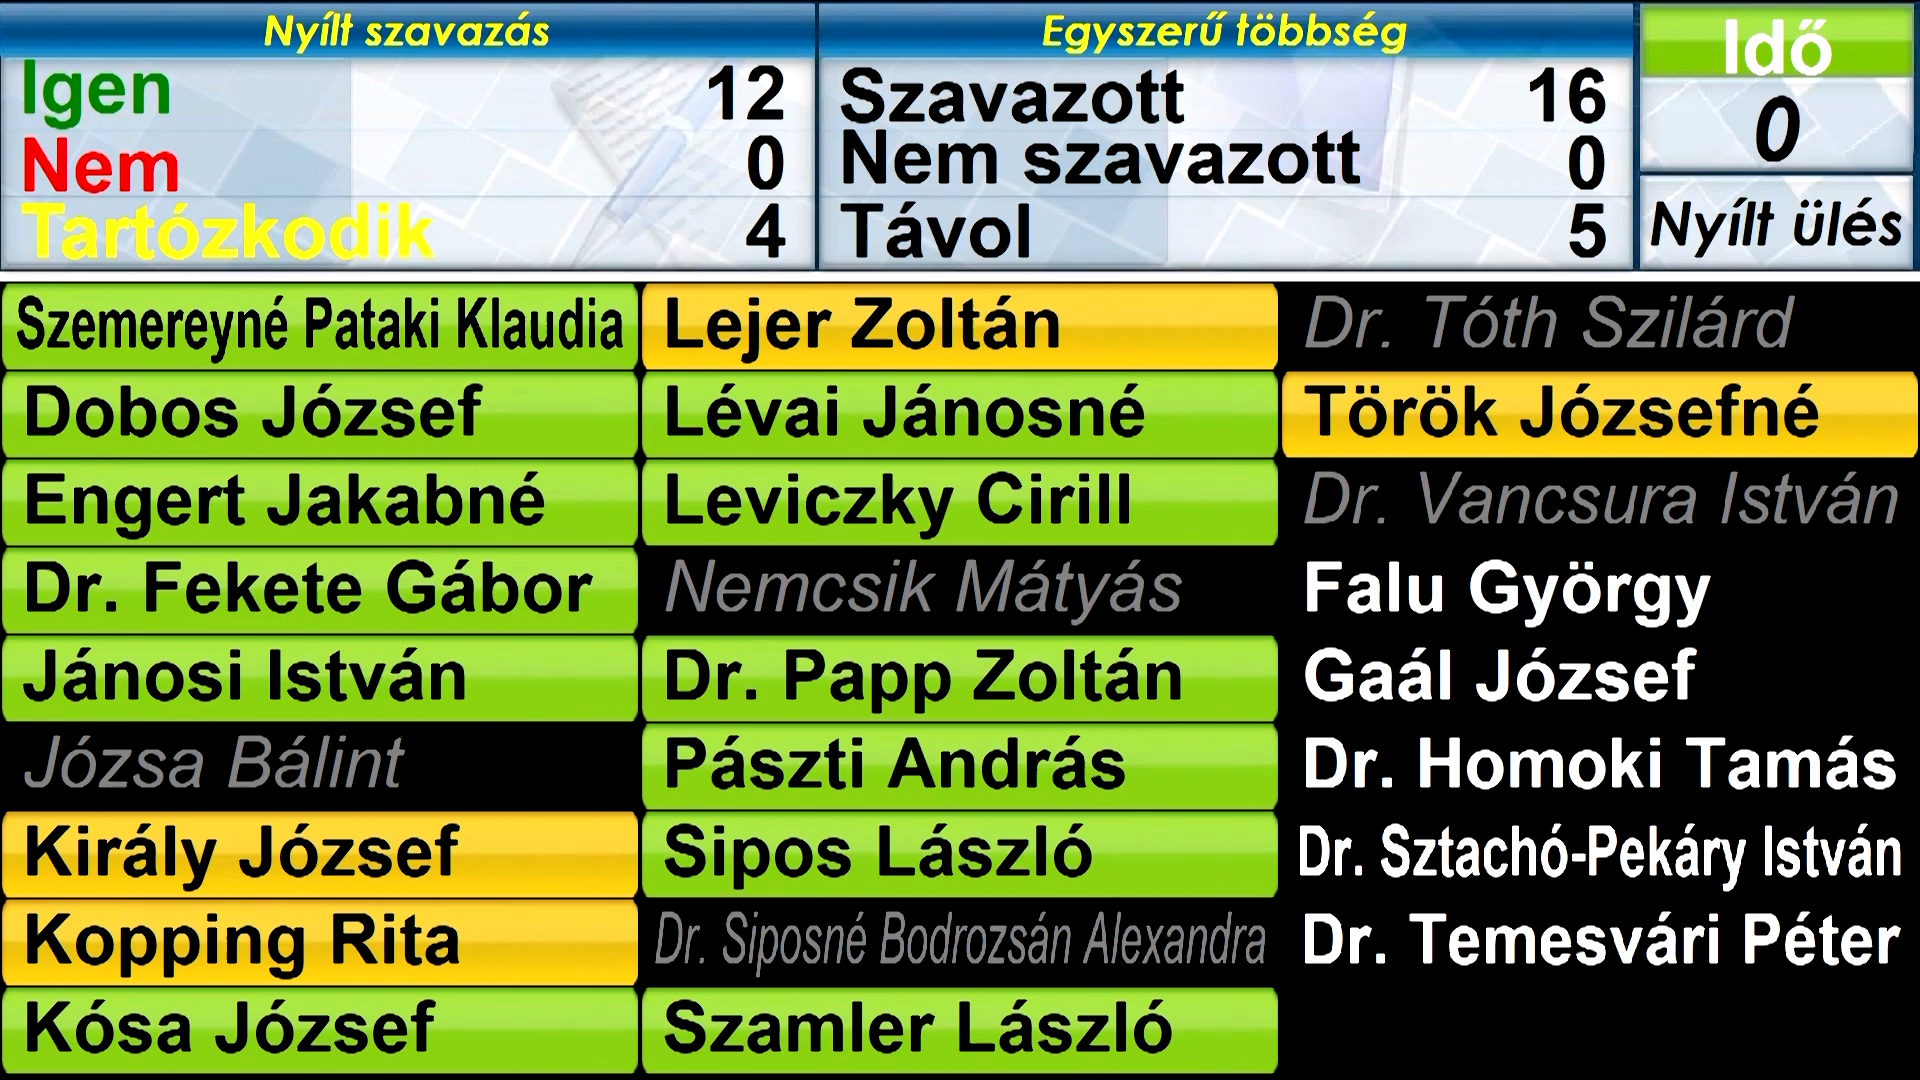 Nyílt szavazás
Igen 12
Nem 0
Tartózkodik 4
Egyszerű többség
Szavazott 16
Nem szavazott 0
Távol 5
Idő
0
Nyílt ülés
Szemereyné Pataki Klaudia
Dobos József
Engert Jakabné
Dr. Fekete Gábor
Jánosi István
Józsa Bálint
Király József
Kopping Rita
Kósa József
Lejer Zoltán
Lévai Jánosné
Leviczky Cirill
Nemcsik Mátyás
Dr. Papp Zoltán
Pászti András
Sipos László
Dr. Siposné Bodrozsán Alexandra
Szamler László
Dr. Tóth Szilárd
Török Józsefné
Dr. Vancsura István
Falu György
Gaál József
Dr. Homoki Tamás
Dr. Sztachó-Pekáry István
Dr. Temesvári Péter